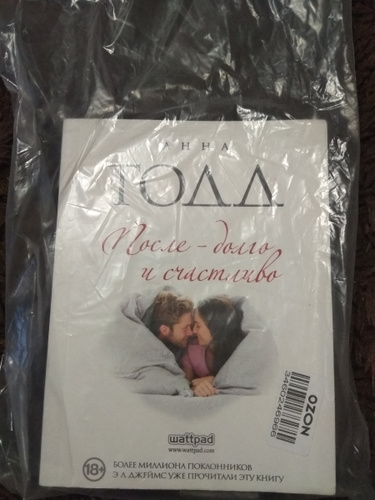 АННА
ТОДД
После – долго
и счастливо
wattpad
www.wattpad.com
18+
БОЛЕЕ МИЛЛИОНА ПОКЛОННИКОВ
Э Л ДЖЕЙМС УЖЕ ПРОЧИТАЛИ ЭТУ КНИГУ
OZON